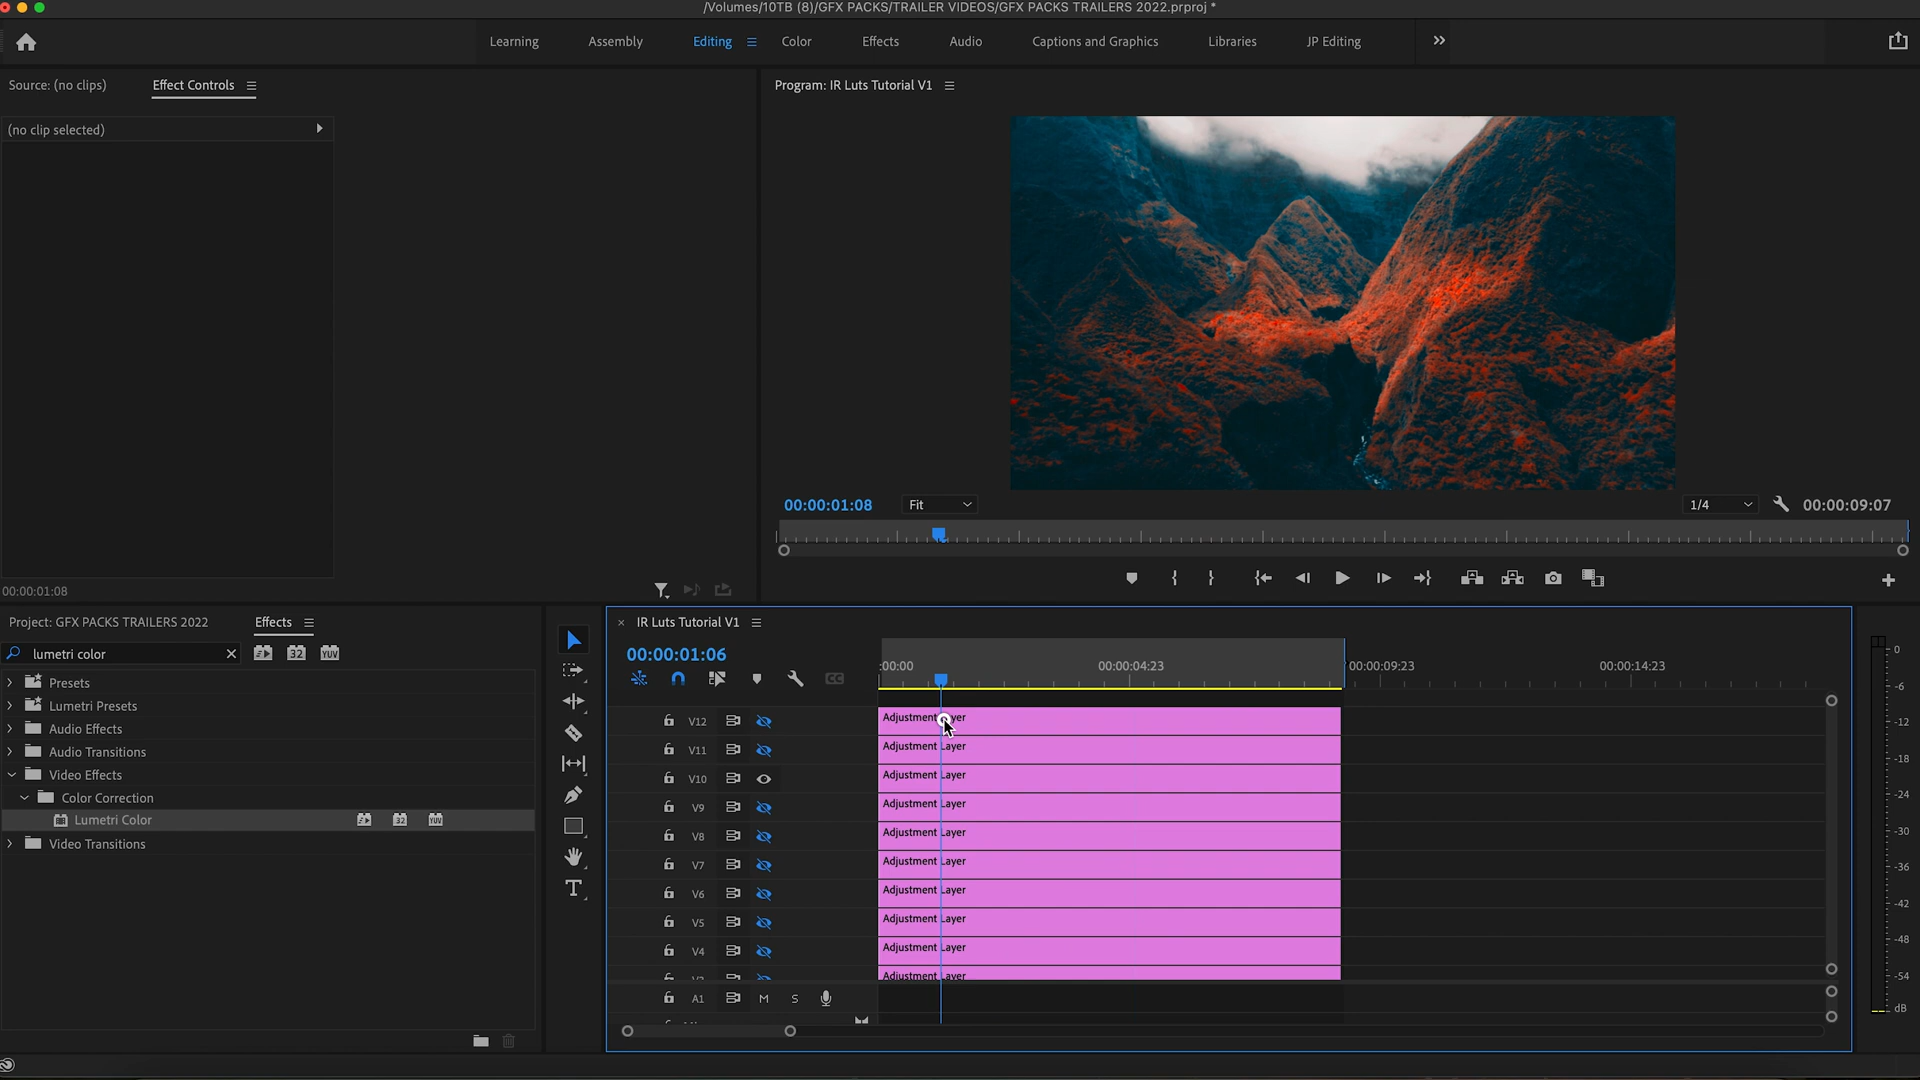 /Volumes/10TB (8)/GFX PACKS/TRAILER VIDEOS/GFX PACKS TRAILERS 2022.prproj *
Learning
Assembly
Editing
Color
Effects
Audio
Captions and Graphics
Libraries
JP Editing
Source: (no clips)
Effect Controls
Program: IR Luts Tutorial V1
(no clip selected)
00:00:01:08
Fit
1/4
00:00:09:07
00:00:01:08
Project: GFX PACKS TRAILERS 2022
Effects
lumetri color
32
YUV
Presets
Lumetri Presets
Audio Effects
Audio Transitions
Video Effects
Color Correction
Lumetri Color
32
YUV
Video Transitions
T
IR Luts Tutorial V1
00:00:01:06
CC
:00:00
00:00:04:23
00:00:09:23
00:00:14:23
V12
Adjustment
V11
Adjustment Layer
V10
Adjustment Layer
V9
Adjustment Layer
V8
Adjustment Layer
V7
Adjustment Layer
V6
Adjustment Layer
V5
Adjustment Layer
V4
Adjustment Layer
Adjustment Layer
A1
M
S
0
-6
-12
-18
-24
-30
-36
-42
-48
-54
dB